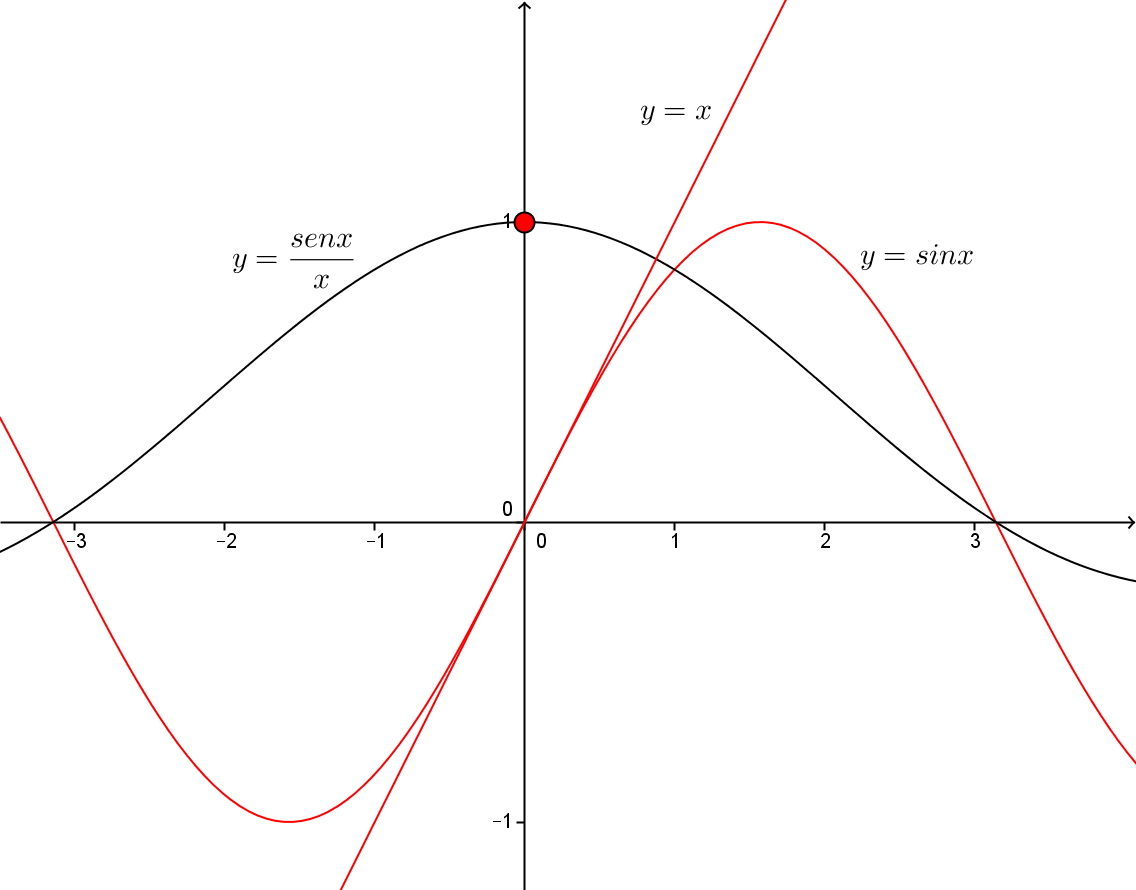 y = x
1
y = senx/x
y = sinx
0
−3 −2 −1 0 1 2 3
−1